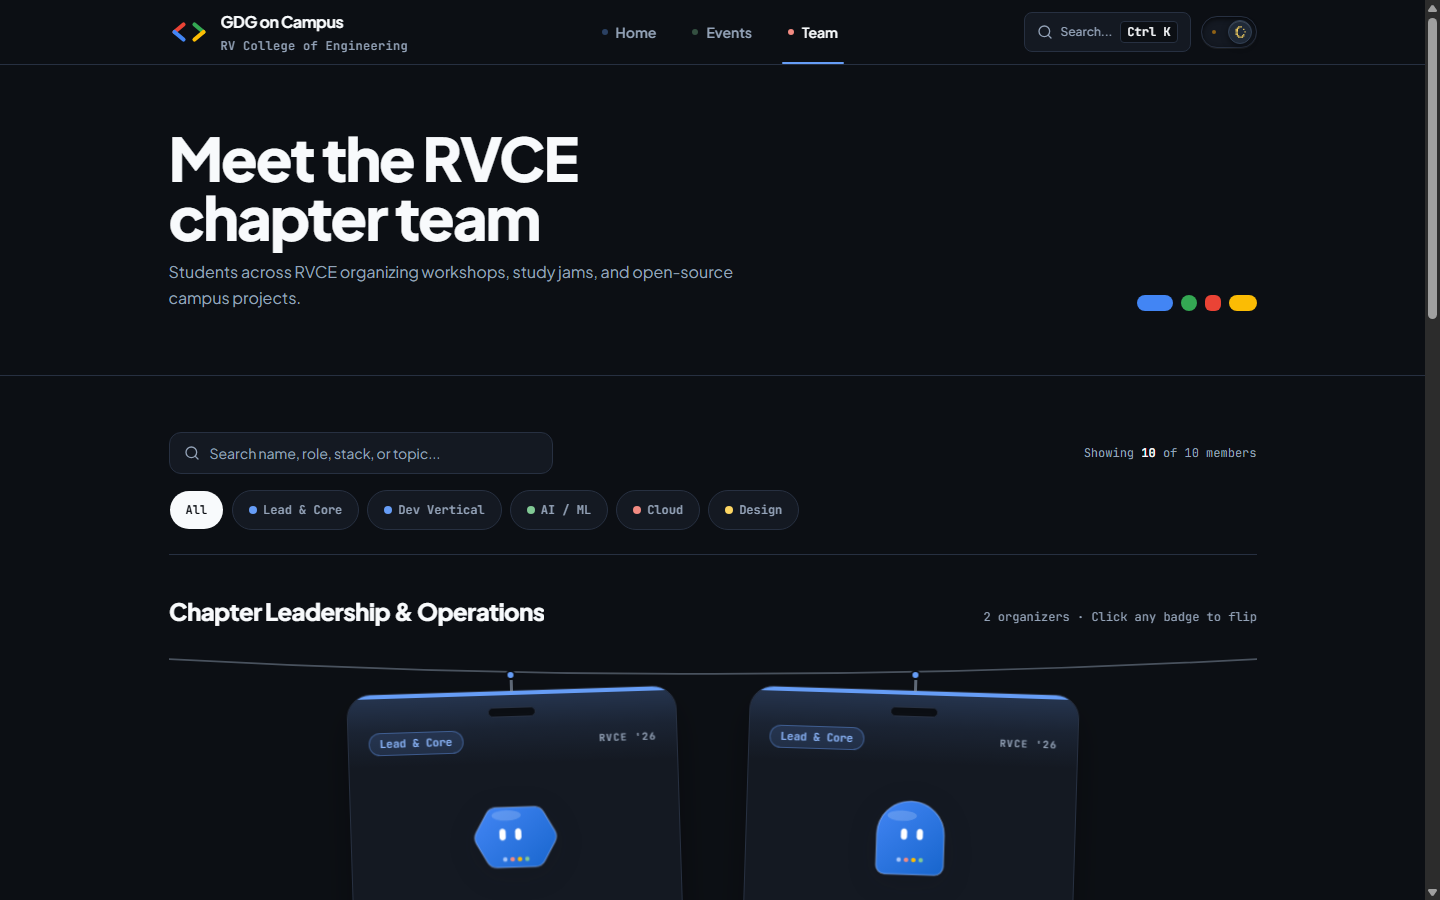 GDG on Campus
RV College of Engineering
Home
Events
Team
Search...
Ctrl K
Meet the RVCE
chapter team
Students across RVCE organizing workshops, study jams, and open-source
campus projects.
Search name, role, stack, or topic...
Showing 10 of 10 members
All
Lead & Core
Dev Vertical
AI / ML
Cloud
Design
Chapter Leadership & Operations
2 organizers · Click any badge to flip
Lead & Core
RVCE '26
Lead & Core
RVCE '26